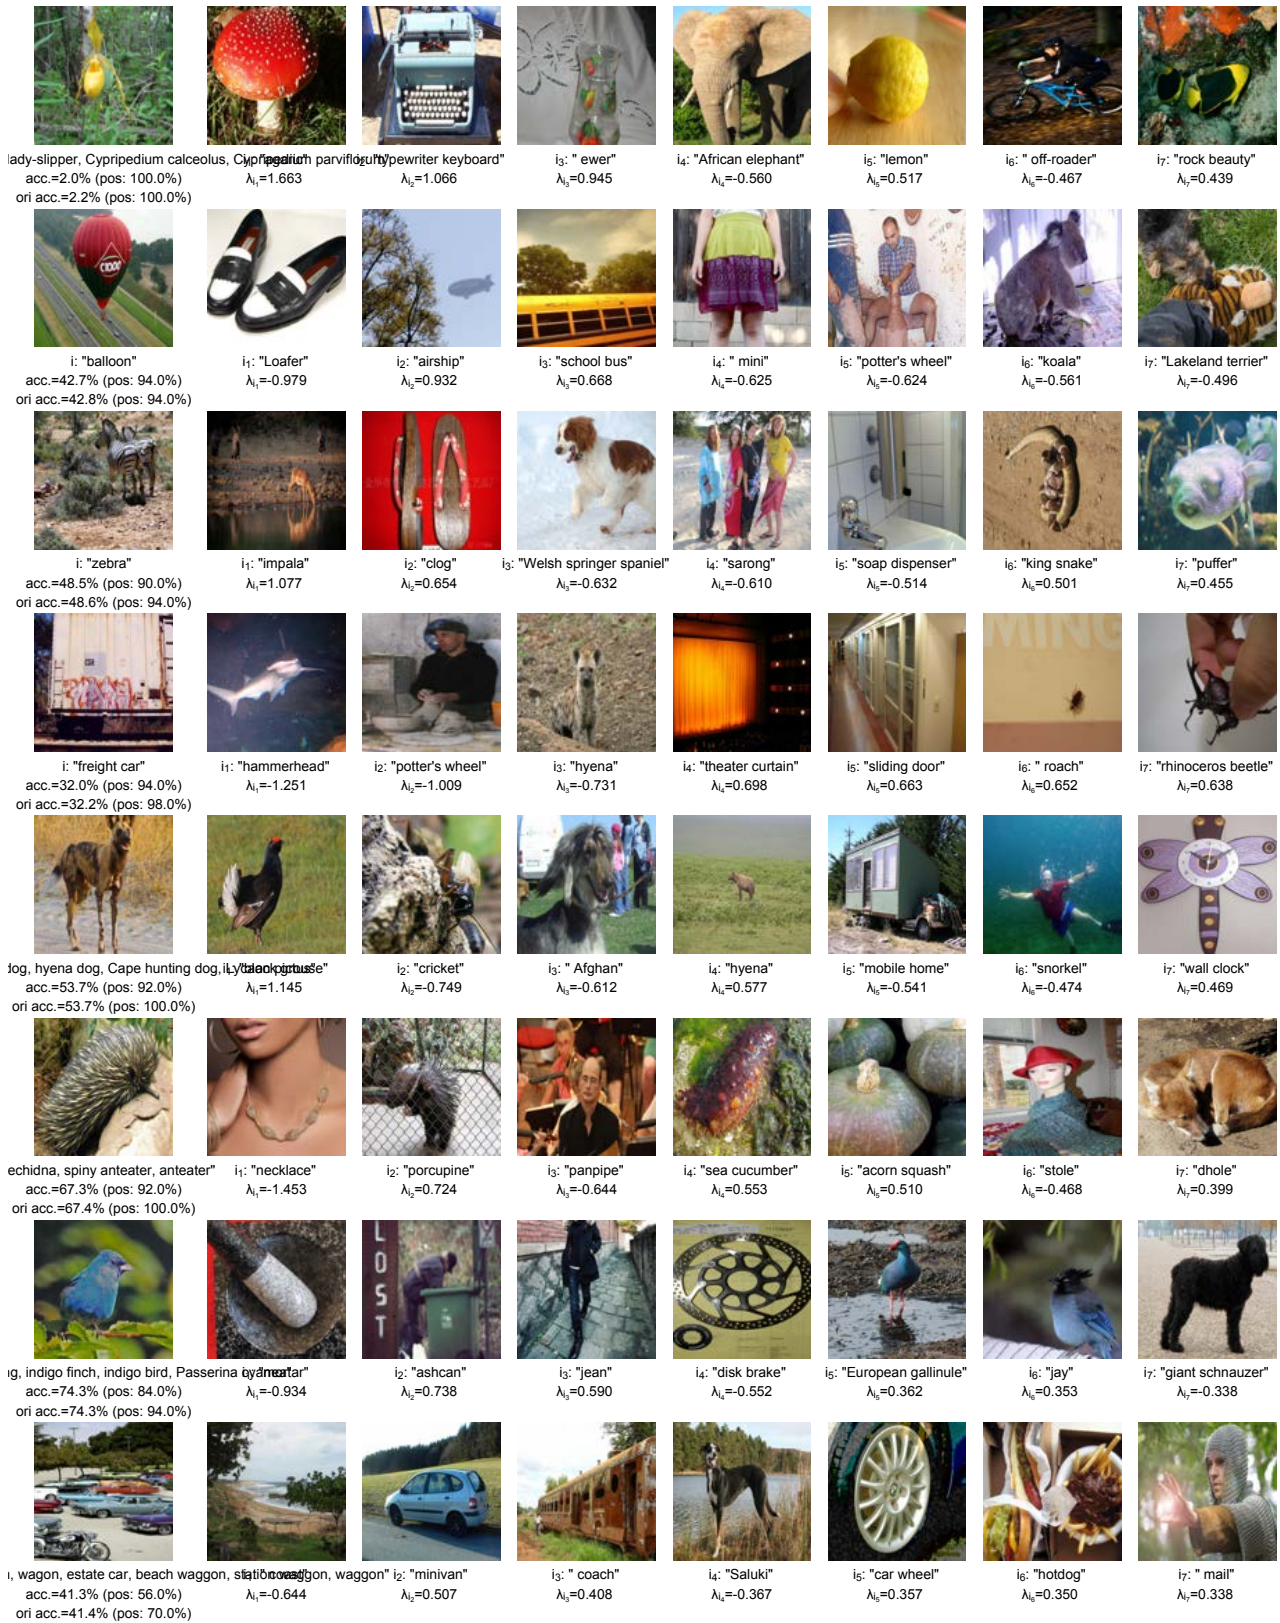 lady-slipper, Cypripedium calceolus, Cypripedium parviflorum" i₁: "agaric" i₂: "typewriter keyboard" i₃: " ewer" i₄: "African elephant" i₅: "lemon" i₆: " off-roader" i₇: "rock beauty"
acc.=2.0% (pos: 100.0%) λi₁=1.663 λi₂=1.066 λi₃=0.945 λi₄=-0.560 λi₅=0.517 λi₆=-0.467 λi₇=0.439
ori acc.=2.2% (pos: 100.0%)
i: "balloon" i₁: "Loafer" i₂: "airship" i₃: "school bus" i₄: " mini" i₅: "potter's wheel" i₆: "koala" i₇: "Lakeland terrier"
acc.=42.7% (pos: 94.0%) λi₁=-0.979 λi₂=0.932 λi₃=0.668 λi₄=-0.625 λi₅=-0.624 λi₆=-0.561 λi₇=-0.496
ori acc.=42.8% (pos: 94.0%)
i: "zebra" i₁: "impala" i₂: "clog" i₃: "Welsh springer spaniel" i₄: "sarong" i₅: "soap dispenser" i₆: "king snake" i₇: "puffer"
acc.=48.5% (pos: 90.0%) λi₁=1.077 λi₂=0.654 λi₃=-0.632 λi₄=-0.610 λi₅=-0.514 λi₆=0.501 λi₇=0.455
ori acc.=48.6% (pos: 94.0%)
MING
i: "freight car" i₁: "hammerhead" i₂: "potter's wheel" i₃: "hyena" i₄: "theater curtain" i₅: "sliding door" i₆: " roach" i₇: "rhinoceros beetle"
acc.=32.0% (pos: 94.0%) λi₁=-1.251 λi₂=-1.009 λi₃=-0.731 λi₄=0.698 λi₅=0.663 λi₆=0.652 λi₇=0.638
ori acc.=32.2% (pos: 98.0%)
dog, hyena dog, Cape hunting dog, Lycaon pictus" i₁: "black grouse" i₂: "cricket" i₃: " Afghan" i₄: "hyena" i₅: "mobile home" i₆: "snorkel" i₇: "wall clock"
acc.=53.7% (pos: 92.0%) λi₁=1.145 λi₂=-0.749 λi₃=-0.612 λi₄=0.577 λi₅=-0.541 λi₆=-0.474 λi₇=0.469
ori acc.=53.7% (pos: 100.0%)
echidna, spiny anteater, anteater" i₁: "necklace" i₂: "porcupine" i₃: "panpipe" i₄: "sea cucumber" i₅: "acorn squash" i₆: "stole" i₇: "dhole"
acc.=67.3% (pos: 92.0%) λi₁=-1.453 λi₂=0.724 λi₃=-0.644 λi₄=0.553 λi₅=0.510 λi₆=-0.468 λi₇=0.399
ori acc.=67.4% (pos: 100.0%)
LOST
ng, indigo finch, indigo bird, Passerina cyanea" i₁: "mortar" i₂: "ashcan" i₃: "jean" i₄: "disk brake" i₅: "European gallinule" i₆: "jay" i₇: "giant schnauzer"
acc.=74.3% (pos: 84.0%) λi₁=-0.934 λi₂=0.738 λi₃=0.590 λi₄=-0.552 λi₅=0.362 λi₆=0.353 λi₇=-0.338
ori acc.=74.3% (pos: 94.0%)
, wagon, estate car, beach waggon, station waggon, waggon" i₂: "minivan" i₃: " coach" i₄: "Saluki" i₅: "car wheel" i₆: "hotdog" i₇: " mail"
acc.=41.3% (pos: 56.0%) λi₁=-0.644 λi₂=0.507 λi₃=0.408 λi₄=-0.367 λi₅=0.357 λi₆=0.350 λi₇=0.338
ori acc.=41.4% (pos: 70.0%)